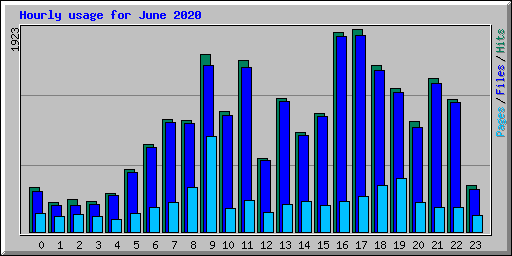 Hourly usage for June 2020
1923
Pages / Files / Hits
0 1 2 3 4 5 6 7 8 9 10 11 12 13 14 15 16 17 18 19 20 21 22 23